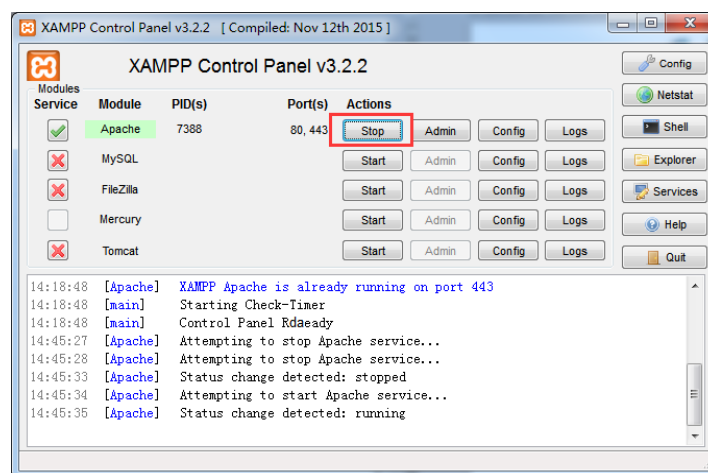 XAMPP Control Panel v3.2.2 [ Compiled: Nov 12th 2015 ]
XAMPP Control Panel v3.2.2
Config
Modules
Service Module PID(s) Port(s) Actions
Netstat
Apache 7388 80, 443 Stop Admin Config Logs
Shell
MySQL Start Admin Config Logs
Explorer
FileZilla Start Admin Config Logs
Services
Mercury Start Admin Config Logs
Help
Tomcat Start Admin Config Logs
Quit
14:18:48 [Apache] XAMPP Apache is already running on port 443
14:18:48 [main] Starting Check-Timer
14:18:48 [main] Control Panel Rdaeady
14:45:27 [Apache] Attempting to stop Apache service...
14:45:28 [Apache] Attempting to stop Apache service...
14:45:33 [Apache] Status change detected: stopped
14:45:34 [Apache] Attempting to start Apache service...
14:45:35 [Apache] Status change detected: running